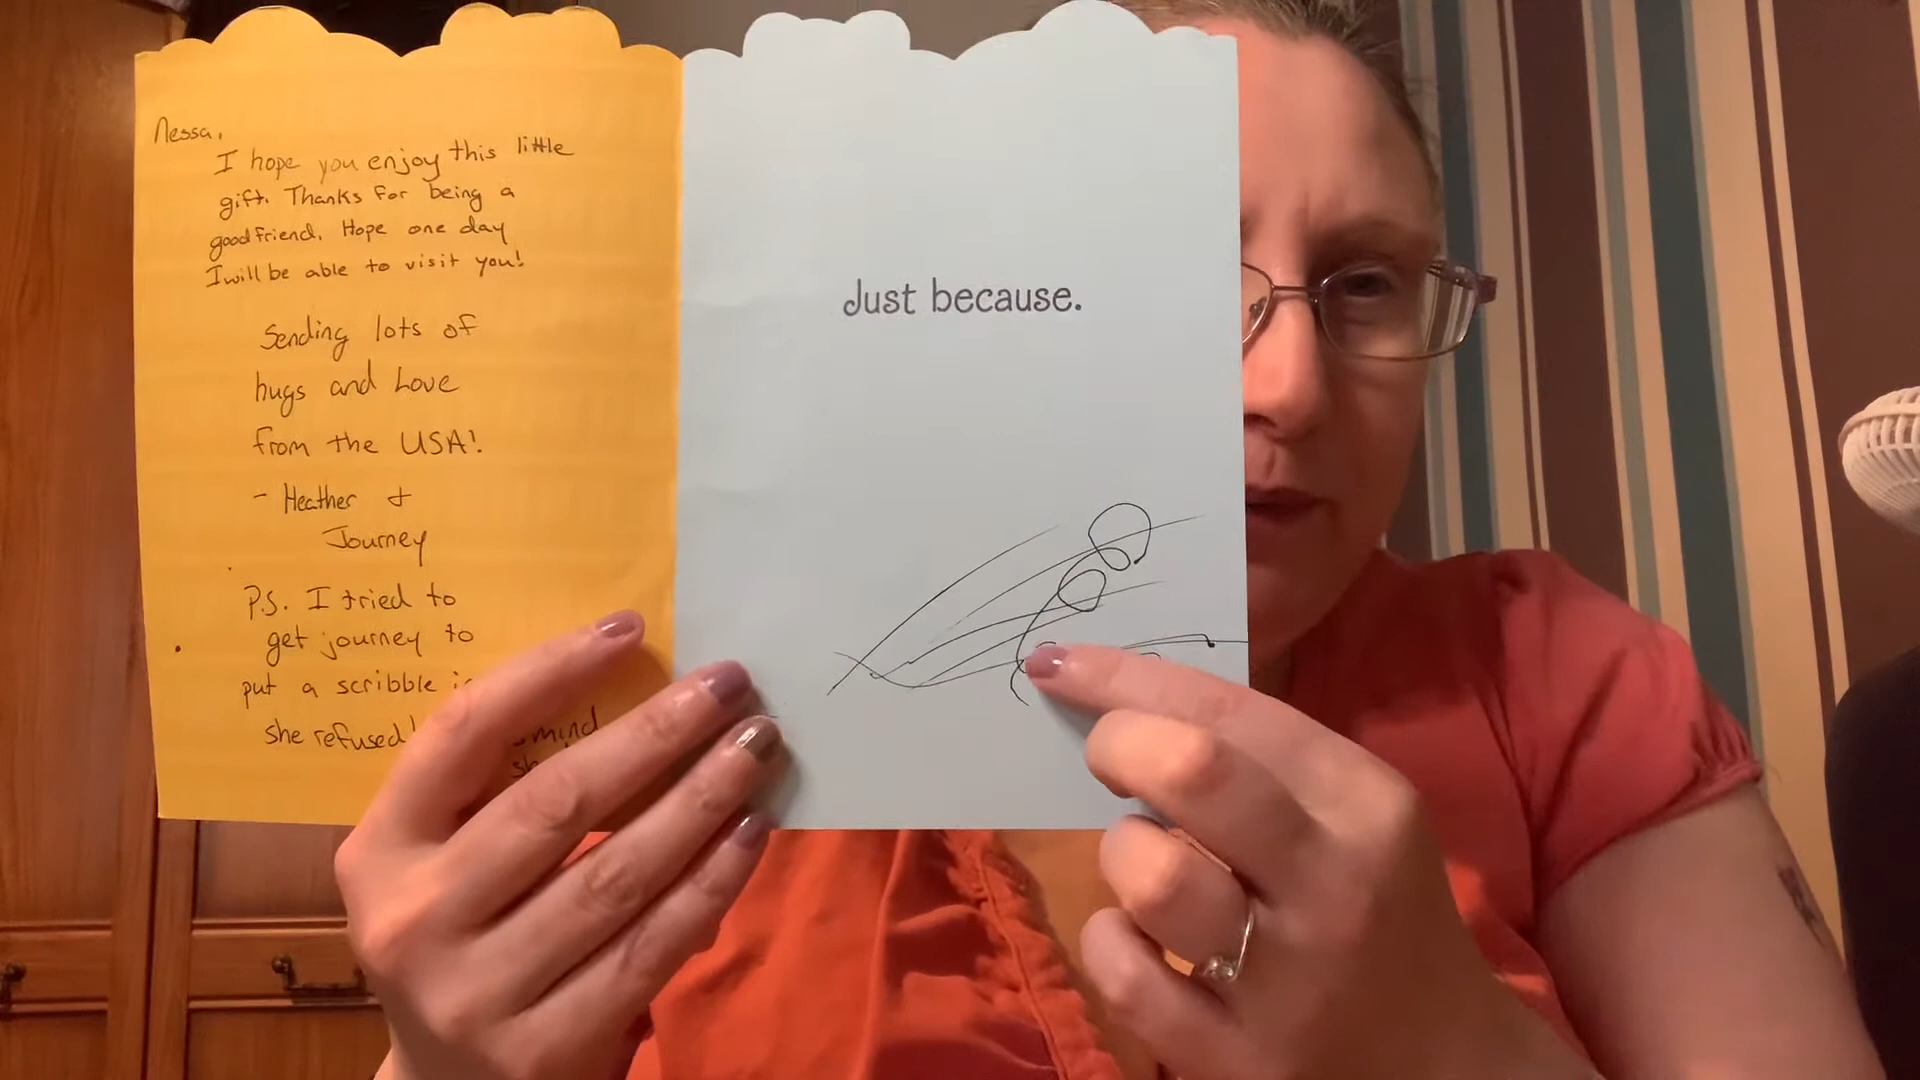 Nessa,
I hope you enjoy this little
gift. Thanks for being a
good friend. Hope one day
I will be able to visit you!
Sending lots of
hugs and Love
from the USA!
- Heather &
Journey
P.S. I tried to
get journey to
put a scribble
she refused!
mind
Just because.